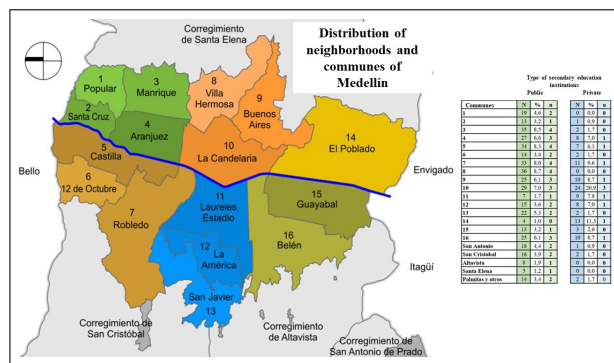 Distribution of
neighborhoods and
communes of
Medellín
Corregimiento
de Santa Elena
1
Popular
3
Manrique
8
Villa
Hermosa
9
Buenos
Aires
2
Santa Cruz
4
Aranjuez
10
La Candelaria
14
El Poblado
5
Castilla
Bello
6
12 de Octubre
7
Robledo
11
Laureles
Estadio
15
Guayabal
Envigado
12
La
América
16
Belén
San Javier
13
Itagüí
Corregimiento de
San Cristóbal
Corregimiento
de Altavista
Corregimiento de
San Antonio de Prado
Type of secondary education
institutions
Public Private
Communes N % n N % n
1 19 4,6 2 0 0,0 0
2 13 3,2 1 1 0,9 0
3 35 8,5 4 2 1,7 0
4 27 6,6 3 8 7,0 1
5 34 8,3 4 7 6,1 1
6 14 3,4 2 2 1,7 0
7 33 8,0 4 11 9,6 1
8 36 8,7 4 0 0,0 0
9 25 6,1 3 10 8,7 1
10 29 7,0 3 24 20,9 3
11 7 1,7 1 9 7,8 1
12 15 3,6 2 8 7,0 1
13 22 5,3 2 2 1,7 0
14 4 1,0 0 13 11,3 1
15 13 3,2 1 3 2,6 0
16 25 6,1 3 10 8,7 1
San Antonio 18 4,4 2 1 0,9 0
San Cristobal 16 3,9 2 2 1,7 0
Altavista 8 1,9 1 0 0,0 0
Santa Elena 5 1,2 1 0 0,0 0
Palmitas y otros 14 3,4 2 2 1,7 0